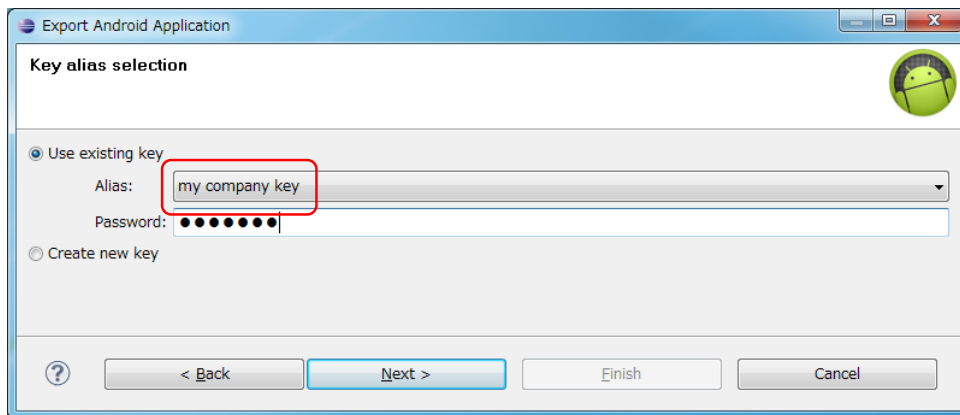 Export Android Application
Key alias selection
Use existing key
Alias: my company key
Password: ●●●●●●●
Create new key
? < Back Next > Finish Cancel